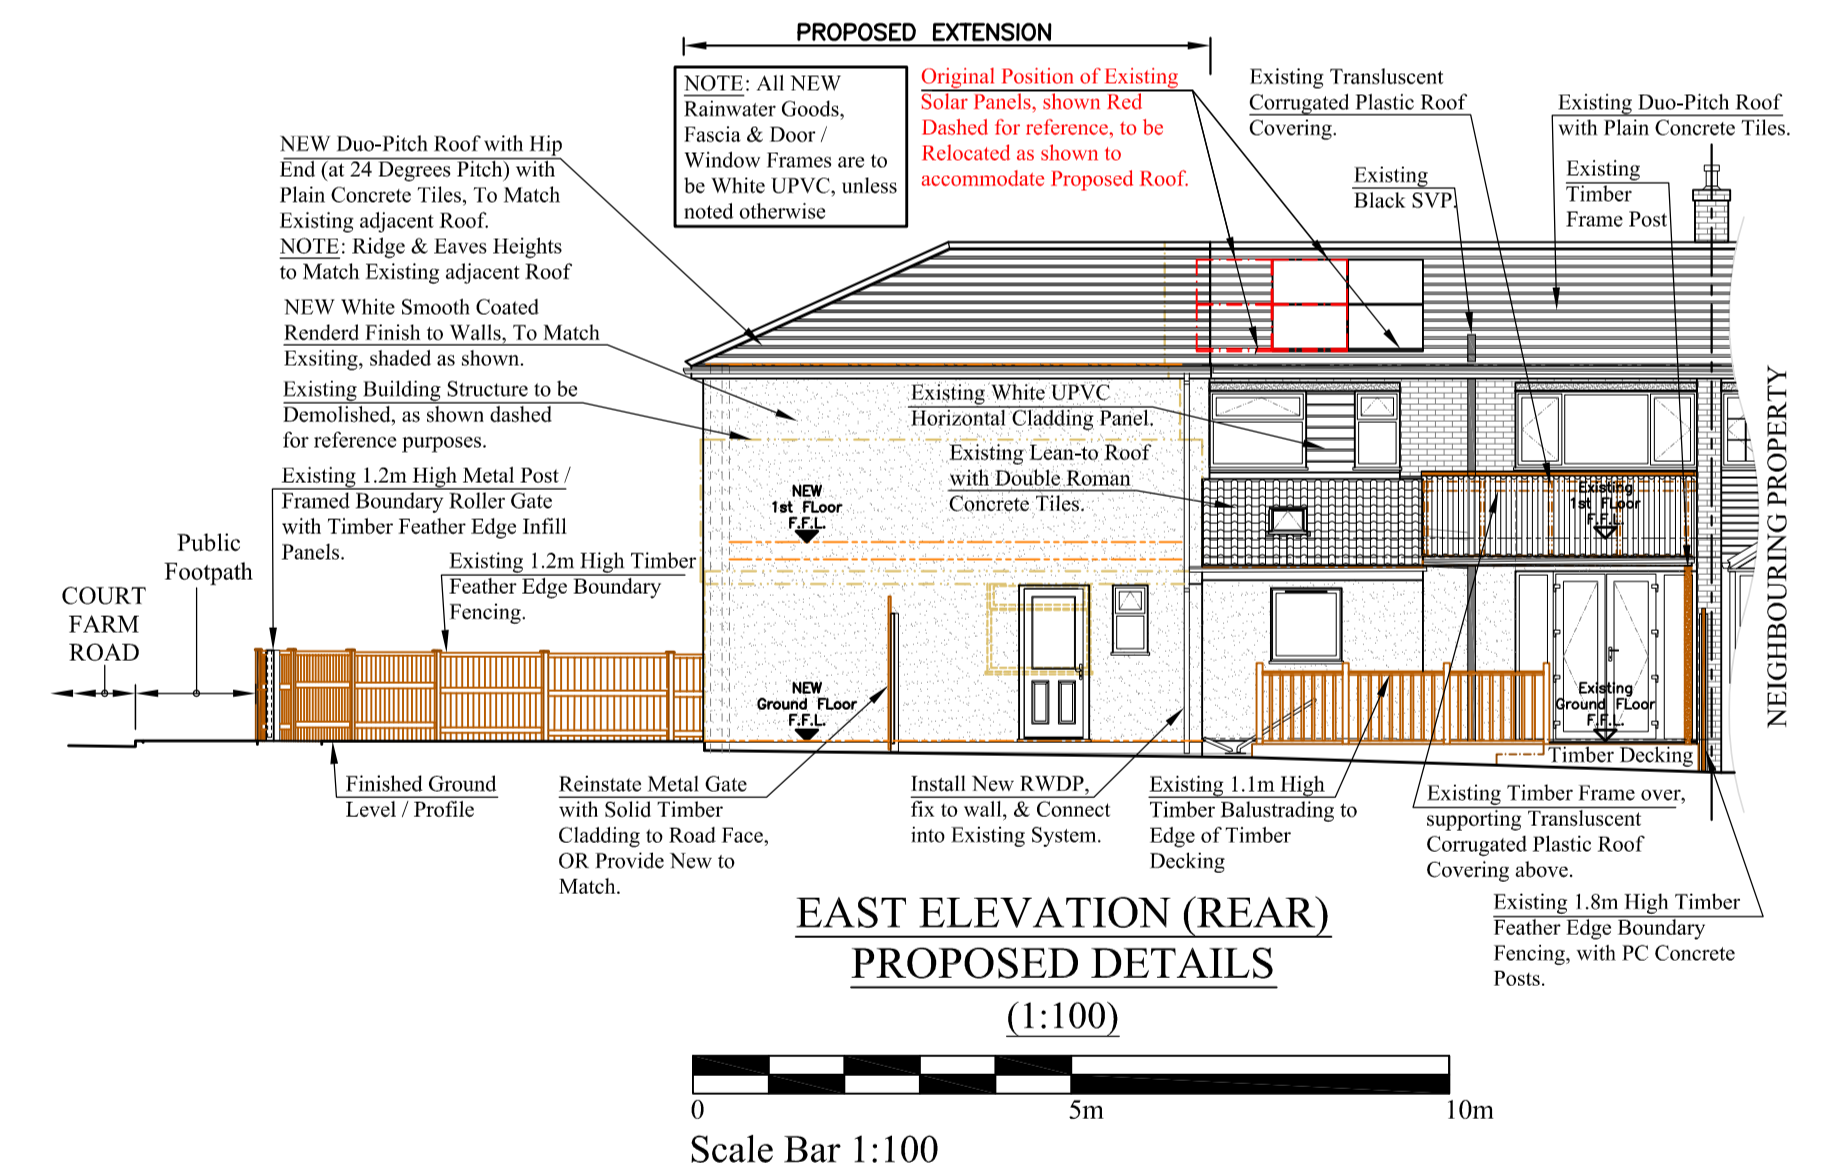 PROPOSED EXTENSION
NOTE: All NEW
Rainwater Goods,
Fascia & Door /
Window Frames are to
be White UPVC, unless
noted otherwise
Original Position of Existing
Solar Panels, shown Red
Dashed for reference, to be
Relocated as shown to
accommodate Proposed Roof.
Existing Transluscent
Corrugated Plastic Roof
Covering.
Existing Duo-Pitch Roof
with Plain Concrete Tiles.
Existing
Black SVP.
Existing
Timber
Frame Post
NEW Duo-Pitch Roof with Hip
End (at 24 Degrees Pitch) with
Plain Concrete Tiles, To Match
Existing adjacent Roof.
NOTE: Ridge & Eaves Heights
to Match Existing adjacent Roof
NEW White Smooth Coated
Renderd Finish to Walls, To Match
Exsiting, shaded as shown.
Existing Building Structure to be
Demolished, as shown dashed
for reference purposes.
Existing 1.2m High Metal Post /
Framed Boundary Roller Gate
with Timber Feather Edge Infill
Panels.
Existing White UPVC
Horizontal Cladding Panel.
Existing Lean-to Roof
with Double Roman
Concrete Tiles.
NEW
1st FLoor
F.F.L.
Existing
1st FLoor
F.F.L.
NEIGHBOURING PROPERTY
Public
Footpath
COURT
FARM
ROAD
Existing 1.2m High Timber
Feather Edge Boundary
Fencing.
NEW
Ground FLoor
F.F.L.
Existing
Ground FLoor
F.F.L.
Timber Decking
Finished Ground
Level / Profile
Reinstate Metal Gate
with Solid Timber
Cladding to Road Face,
OR Provide New to
Match.
Install New RWDP,
fix to wall, & Connect
into Existing System.
Existing 1.1m High
Timber Balustrading to
Edge of Timber
Decking
Existing Timber Frame over,
supporting Transluscent
Corrugated Plastic Roof
Covering above.
Existing 1.8m High Timber
Feather Edge Boundary
Fencing, with PC Concrete
Posts.
EAST ELEVATION (REAR)
PROPOSED DETAILS
(1:100)
0
5m
10m
Scale Bar 1:100